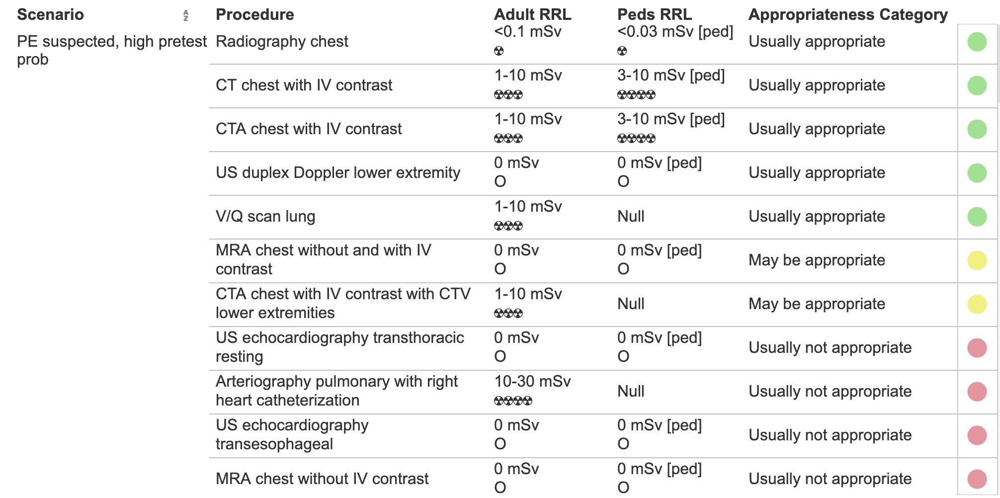 Scenario Procedure Adult RRL Peds RRL Appropriateness Category
PE suspected, high pretest
prob
Radiography chest
<0.1 mSv
☢
<0.03 mSv [ped]
☢
Usually appropriate
CT chest with IV contrast
1-10 mSv
☢☢☢
3-10 mSv [ped]
☢☢☢☢
Usually appropriate
CTA chest with IV contrast
1-10 mSv
☢☢☢
3-10 mSv [ped]
☢☢☢☢
Usually appropriate
US duplex Doppler lower extremity
0 mSv
O
0 mSv [ped]
O
Usually appropriate
V/Q scan lung
1-10 mSv
☢☢☢
Null
Usually appropriate
MRA chest without and with IV
contrast
0 mSv
O
0 mSv [ped]
O
May be appropriate
CTA chest with IV contrast with CTV
lower extremities
1-10 mSv
☢☢☢
Null
May be appropriate
US echocardiography transthoracic
resting
0 mSv
O
0 mSv [ped]
O
Usually not appropriate
Arteriography pulmonary with right
heart catheterization
10-30 mSv
☢☢☢☢
Null
Usually not appropriate
US echocardiography
transesophageal
0 mSv
O
0 mSv [ped]
O
Usually not appropriate
MRA chest without IV contrast
0 mSv
O
0 mSv [ped]
O
Usually not appropriate